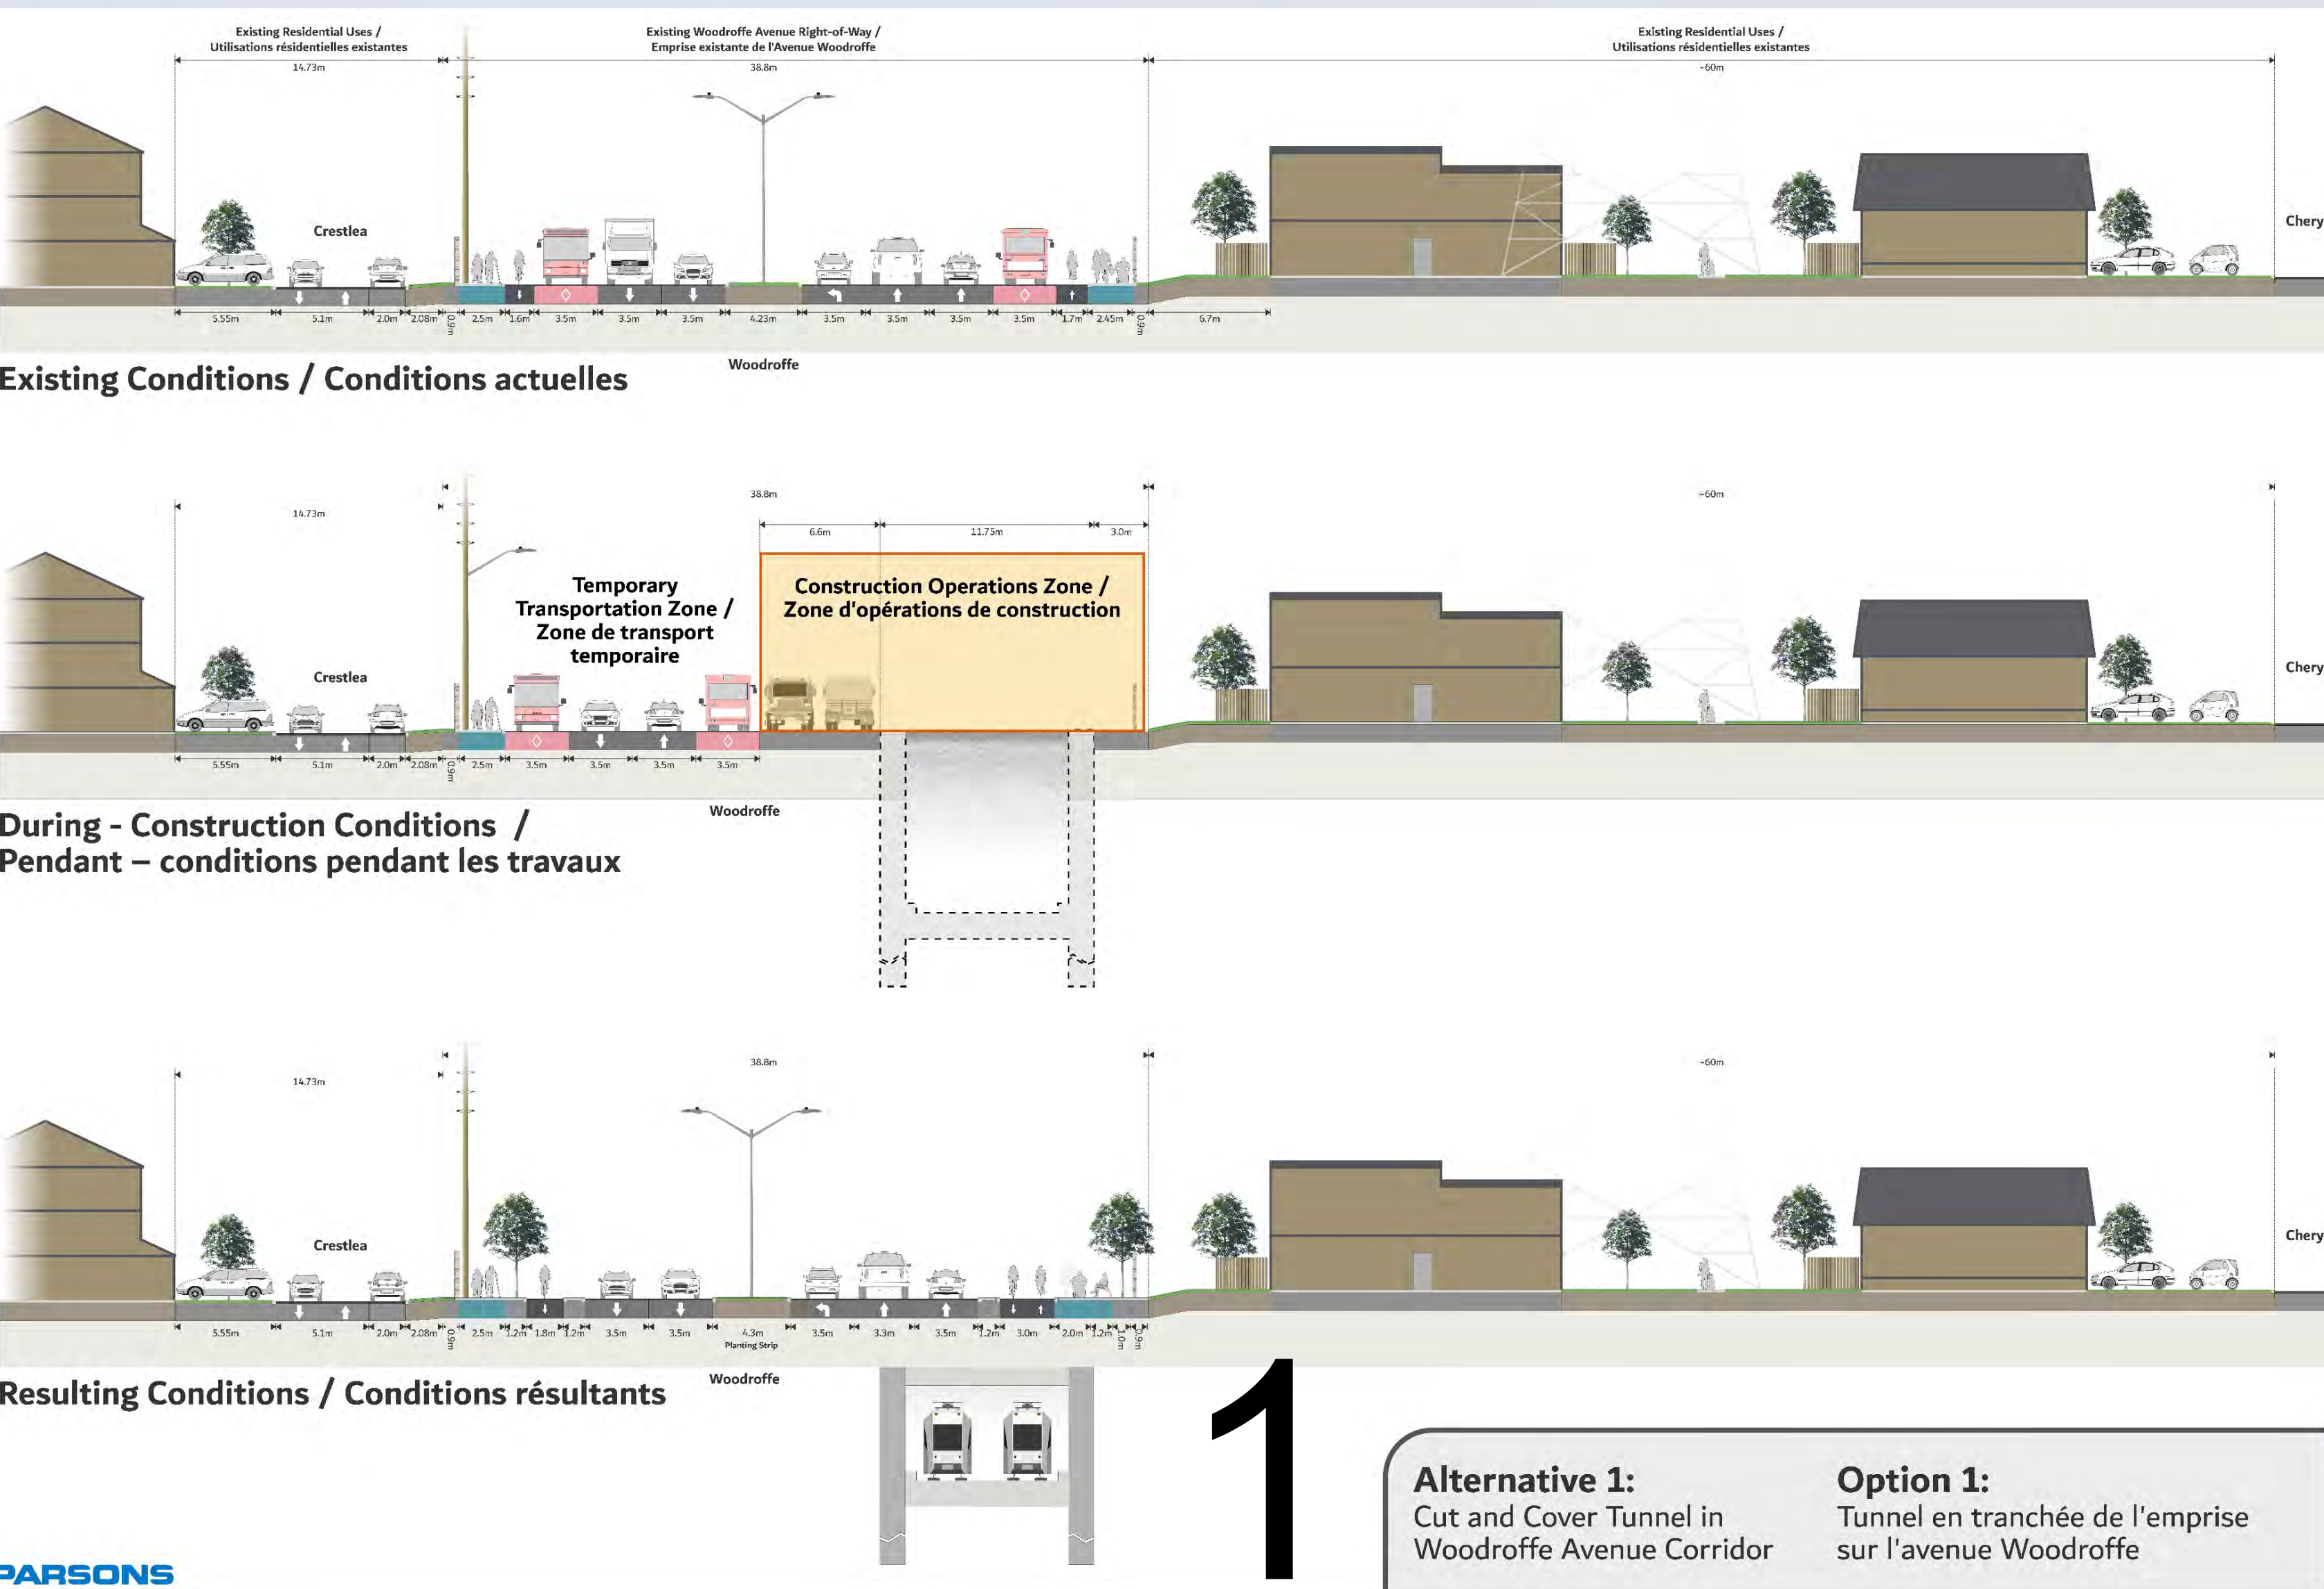 Existing Residential Uses /
Utilisations résidentielles existantes
14.73m
Existing Woodroffe Avenue Right-of-Way /
Emprise existante de l'Avenue Woodroffe
38.8m
Existing Residential Uses /
Utilisations résidentielles existantes
~60m
Crestlea
Chery
5.55m 5.1m 2.0m 2.08m 0.9m 2.5m 1.6m 3.5m 3.5m 3.5m 4.23m 3.5m 3.5m 3.5m 3.5m 1.7m 2.45m 0.9m 6.7m
Woodroffe
Existing Conditions / Conditions actuelles
14.73m
38.8m
~60m
6.6m 11.75m 3.0m
Temporary
Transportation Zone /
Zone de transport
temporaire
Construction Operations Zone /
Zone d'opérations de construction
Crestlea
Chery
5.55m 5.1m 2.0m 2.08m 0.9m 2.5m 3.5m 3.5m 3.5m 3.5m
Woodroffe
During - Construction Conditions /
Pendant – conditions pendant les travaux
14.73m
38.8m
~60m
Crestlea
Chery
5.55m 5.1m 2.0m 2.08m 0.9m 2.5m 1.2m 1.8m 1.2m 3.5m 3.5m 4.3m 3.5m 3.3m 3.5m 1.2m 3.0m 2.0m 1.2m 1.0m 0.9m
Planting Strip
Woodroffe
Resulting Conditions / Conditions résultants
1
Alternative 1:
Cut and Cover Tunnel in
Woodroffe Avenue Corridor
Option 1:
Tunnel en tranchée de l'emprise
sur l'avenue Woodroffe
PARSONS